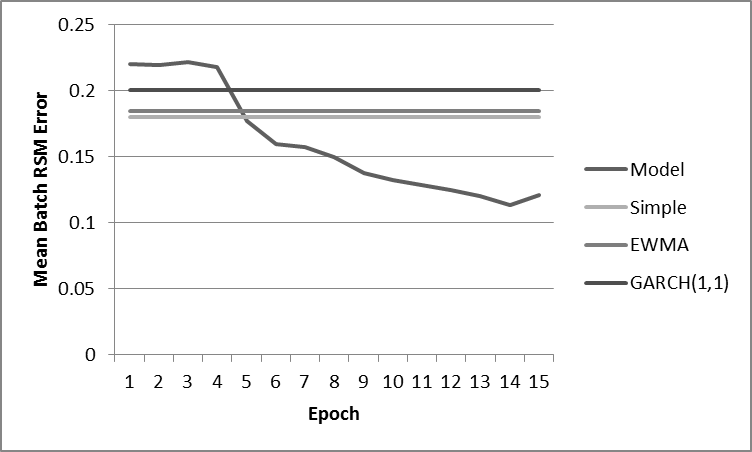 0.25
0.2
0.15
0.1
0.05
0
Mean Batch RSM Error
1 2 3 4 5 6 7 8 9 10 11 12 13 14 15
Epoch
Model
Simple
EWMA
GARCH(1,1)